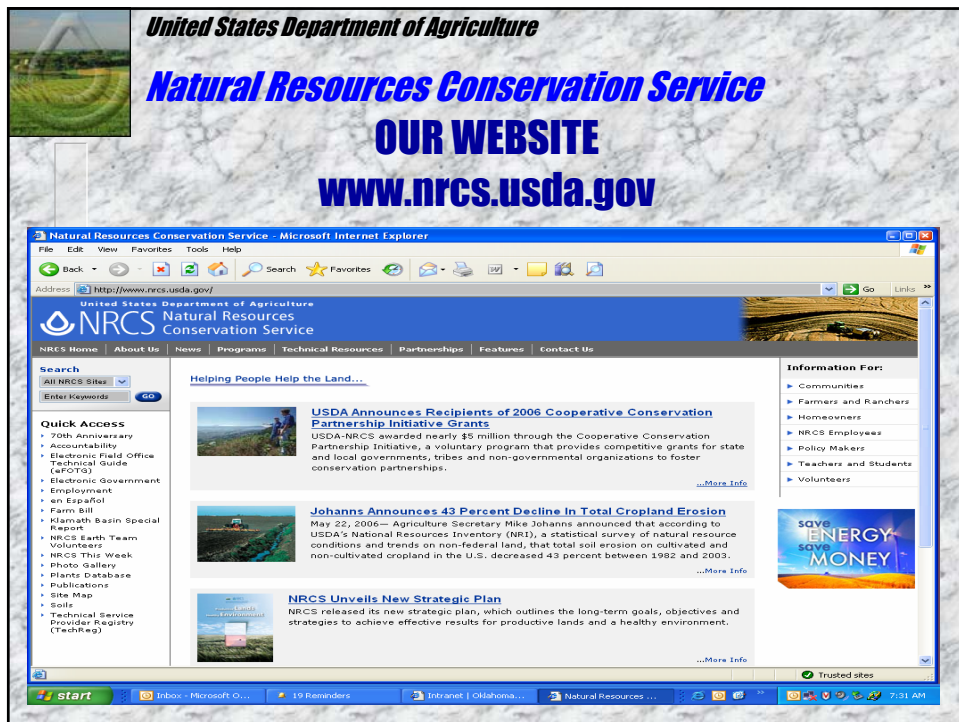 United States Department of Agriculture
Natural Resources Conservation Service
OUR WEBSITE
www.nrcs.usda.gov
Natural Resources Conservation Service - Microsoft Internet Explorer
File Edit View Favorites Tools Help
Back Search Favorites
Address http://www.nrcs.usda.gov/ Go Links »
United States Department of Agriculture
NRCS Natural Resources
Conservation Service
NRCS Home | About Us | News | Programs | Technical Resources | Partnerships | Features | Contact Us
Search
All NRCS Sites
Enter Keywords GO
Quick Access
70th Anniversary
Accountability
Electronic Field Office
Technical Guide
(eFOTG)
Electronic Government
Employment
en Español
Farm Bill
Klamath Basin Special
Report
NRCS Earth Team
Volunteers
NRCS This Week
Photo Gallery
Plants Database
Publications
Site Map
Soils
Technical Service
Provider Registry
(TechReg)
Helping People Help the Land...
USDA Announces Recipients of 2006 Cooperative Conservation
Partnership Initiative Grants
USDA-NRCS awarded nearly $5 million through the Cooperative Conservation
Partnership Initiative, a voluntary program that provides competitive grants for state
and local governments, tribes and non-governmental organizations to foster
conservation partnerships.
...More Info
Johanns Announces 43 Percent Decline In Total Cropland Erosion
May 22, 2006— Agriculture Secretary Mike Johanns announced that according to
USDA's National Resources Inventory (NRI), a statistical survey of natural resource
conditions and trends on non-federal land, that total soil erosion on cultivated and
non-cultivated cropland in the U.S. decreased 43 percent between 1982 and 2003.
...More Info
NRCS Unveils New Strategic Plan
NRCS released its new strategic plan, which outlines the long-term goals, objectives and
strategies to achieve effective results for productive lands and a healthy environment.
...More Info
Information For:
Communities
Farmers and Ranchers
Homeowners
NRCS Employees
Policy Makers
Teachers and Students
Volunteers
save
ENERGY
save
MONEY
Trusted sites
start Inbox - Microsoft O... 19 Reminders Intranet | Oklahoma... Natural Resources ... » 7:31 AM